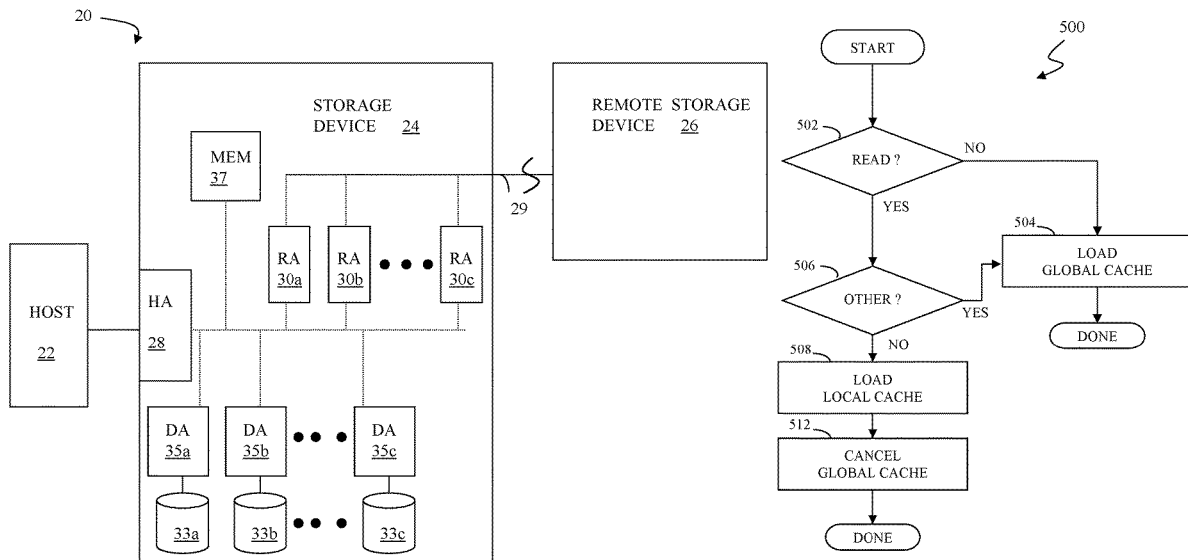 20
STORAGE
DEVICE 24
MEM
37
RA
30a
RA
30b
RA
30c
29
REMOTE STORAGE
DEVICE 26
HOST
22
HA
28
DA
35a
DA
35b
DA
35c
33a
33b
33c
500
START
502
READ ?
NO
YES
504
LOAD
GLOBAL CACHE
506
OTHER ?
YES
NO
DONE
508
LOAD
LOCAL CACHE
512
CANCEL
GLOBAL CACHE
DONE